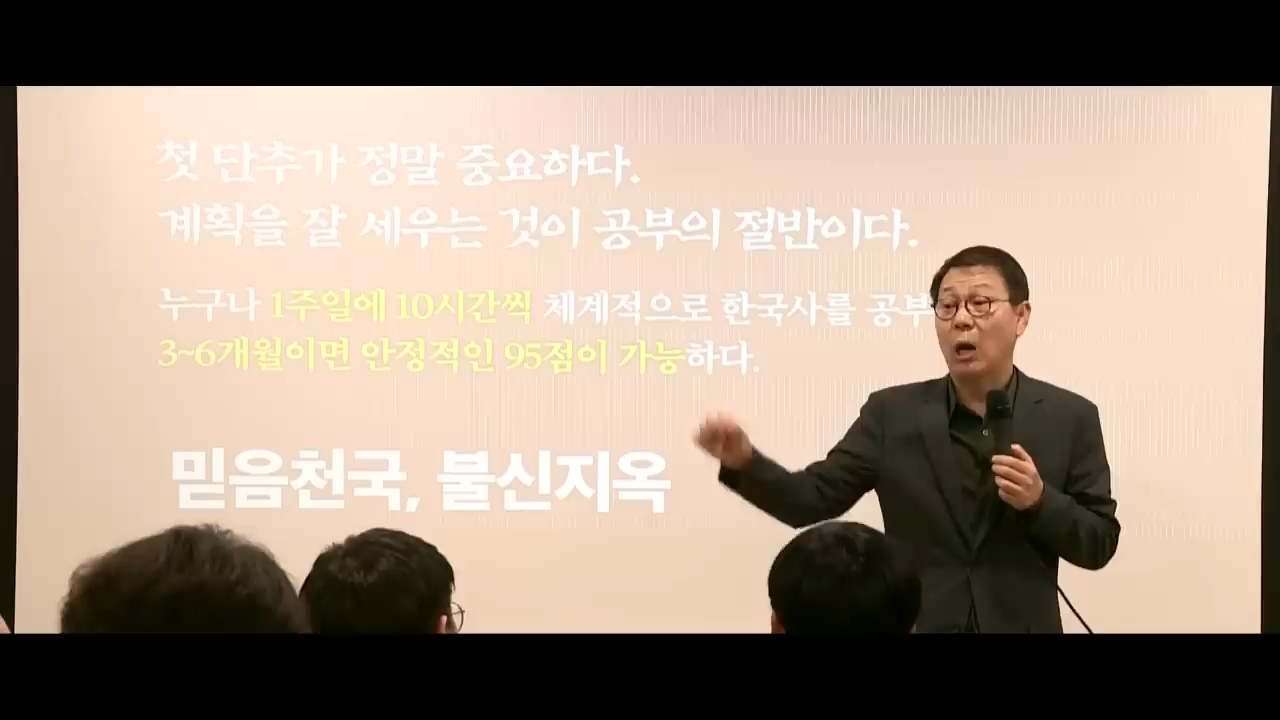 첫 단추가 정말 중요하다.
계획을 잘 세우는 것이 공부의 절반이다.
누구나 1주일에 10시간씩 체계적으로 한국사를 공부
3~6개월이면 안정적인 95점이 가능하다.
믿음천국, 불신지옥